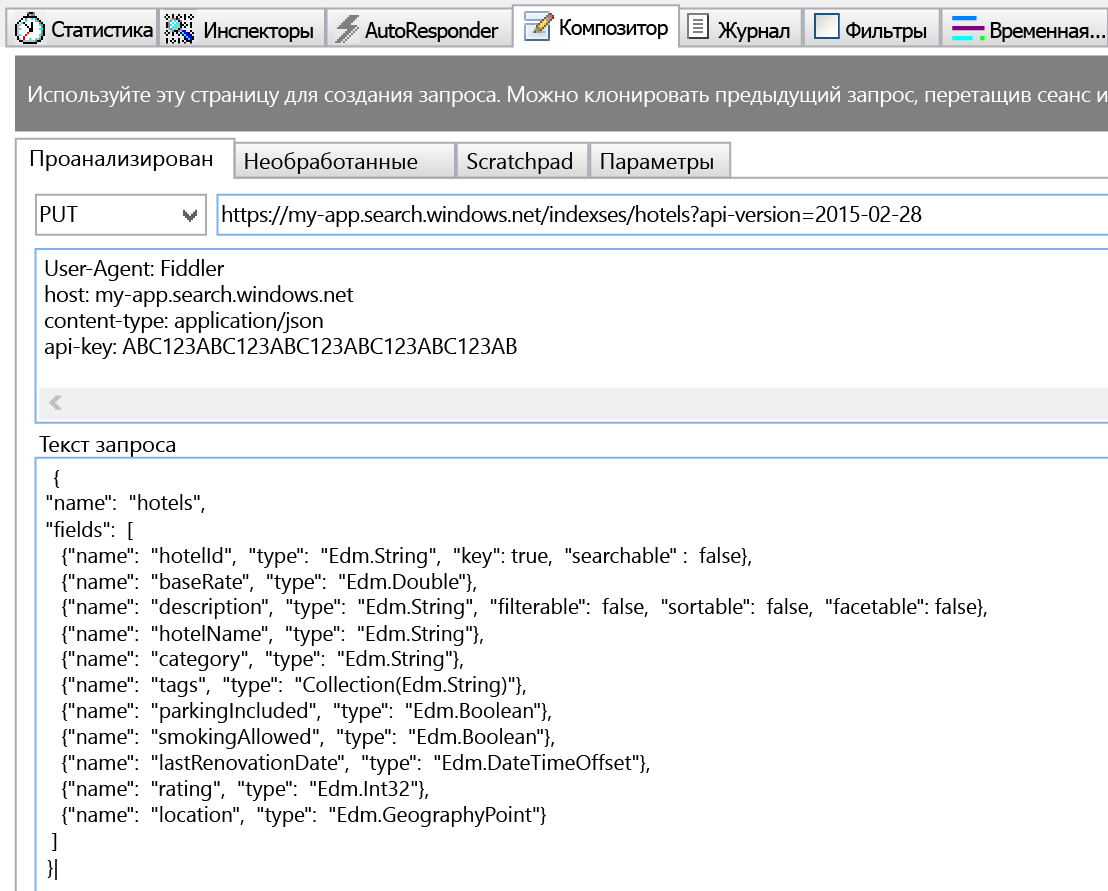 Статистика Инспекторы AutoResponder Композитор Журнал Фильтры Временная...
Используйте эту страницу для создания запроса. Можно клонировать предыдущий запрос, перетащив сеанс и
Проанализирован Необработанные Scratchpad Параметры
PUT https://my-app.search.windows.net/indexses/hotels?api-version=2015-02-28
User-Agent: Fiddler
host: my-app.search.windows.net
content-type: application/json
api-key: ABC123ABC123ABC123ABC123ABC123AB
Текст запроса
{
"name": "hotels",
"fields": [
{"name": "hotelId", "type": "Edm.String", "key": true, "searchable" : false},
{"name": "baseRate", "type": "Edm.Double"},
{"name": "description", "type": "Edm.String", "filterable": false, "sortable": false, "facetable": false},
{"name": "hotelName", "type": "Edm.String"},
{"name": "category", "type": "Edm.String"},
{"name": "tags", "type": "Collection(Edm.String)"},
{"name": "parkingIncluded", "type": "Edm.Boolean"},
{"name": "smokingAllowed", "type": "Edm.Boolean"},
{"name": "lastRenovationDate", "type": "Edm.DateTimeOffset"},
{"name": "rating", "type": "Edm.Int32"},
{"name": "location", "type": "Edm.GeographyPoint"}
]
}